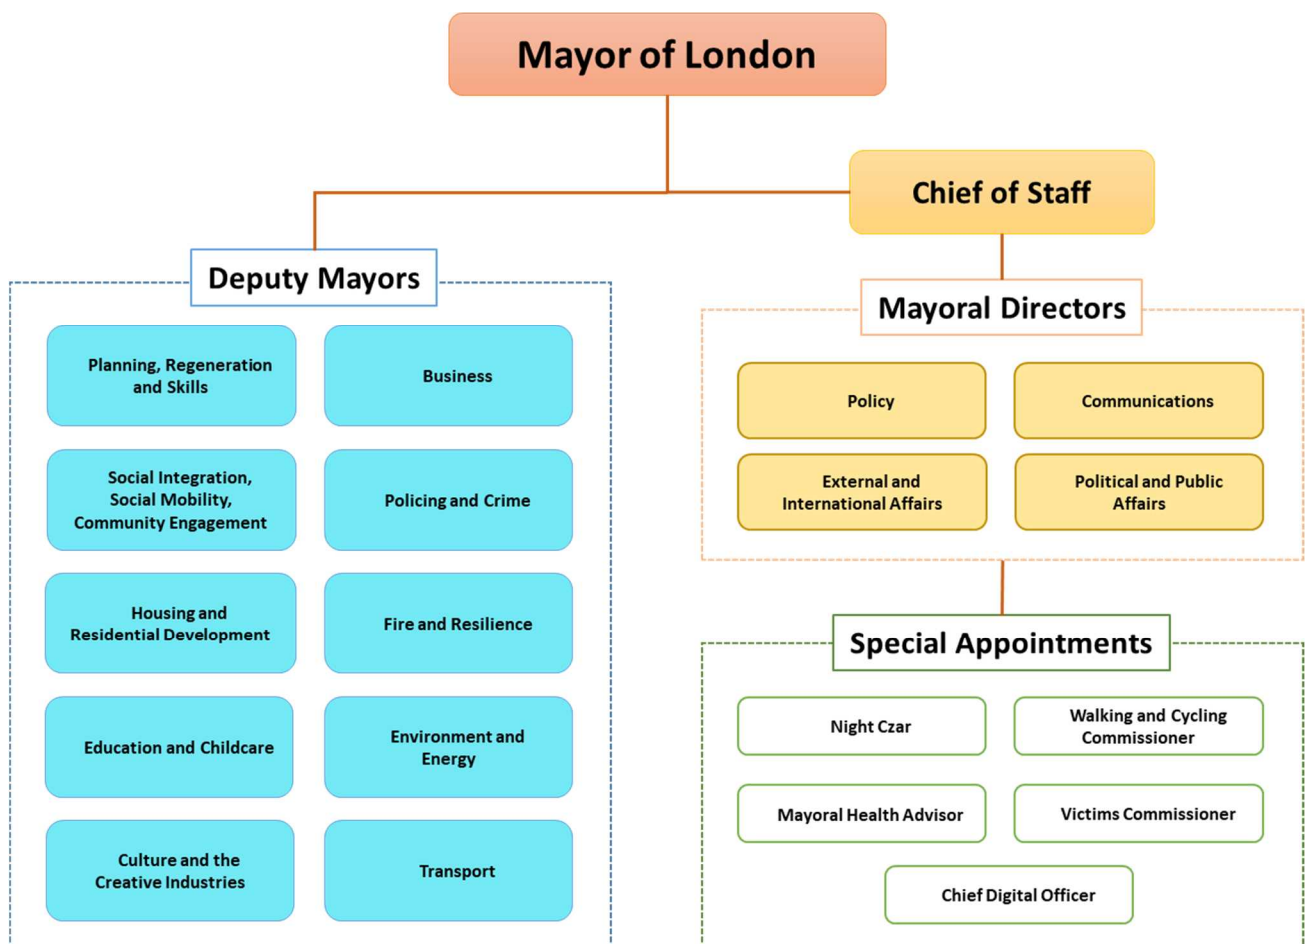 Mayor of London
Chief of Staff
Deputy Mayors
Planning, Regeneration
and Skills
Business
Social Integration,
Social Mobility,
Community Engagement
Policing and Crime
Housing and
Residential Development
Fire and Resilience
Education and Childcare
Environment and
Energy
Culture and the
Creative Industries
Transport
Mayoral Directors
Policy
Communications
External and
International Affairs
Political and Public
Affairs
Special Appointments
Night Czar
Walking and Cycling
Commissioner
Mayoral Health Advisor
Victims Commissioner
Chief Digital Officer